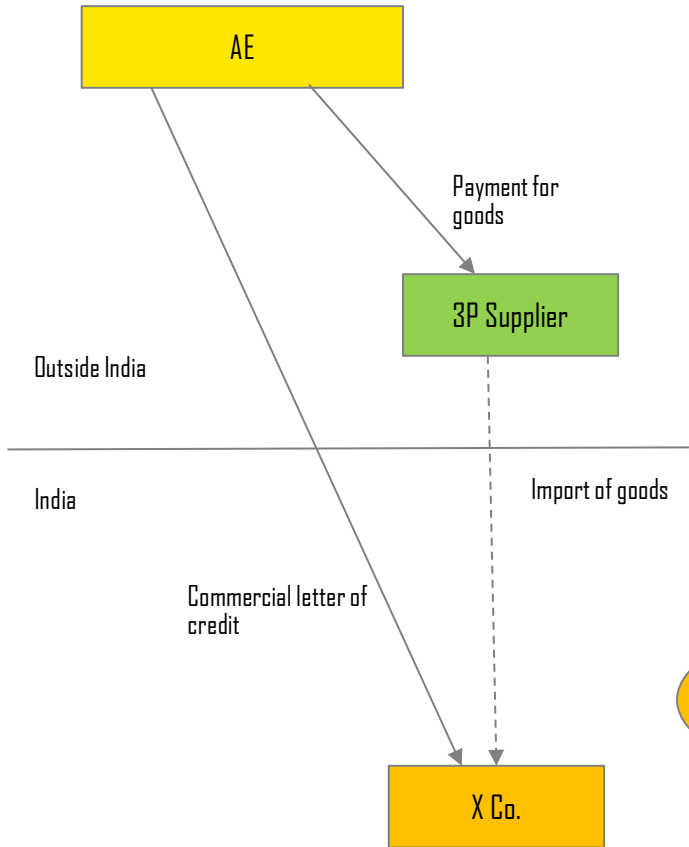 AE
Payment for
goods
3P Supplier
Outside India
India
Import of goods
Commercial letter of
credit
X Co.